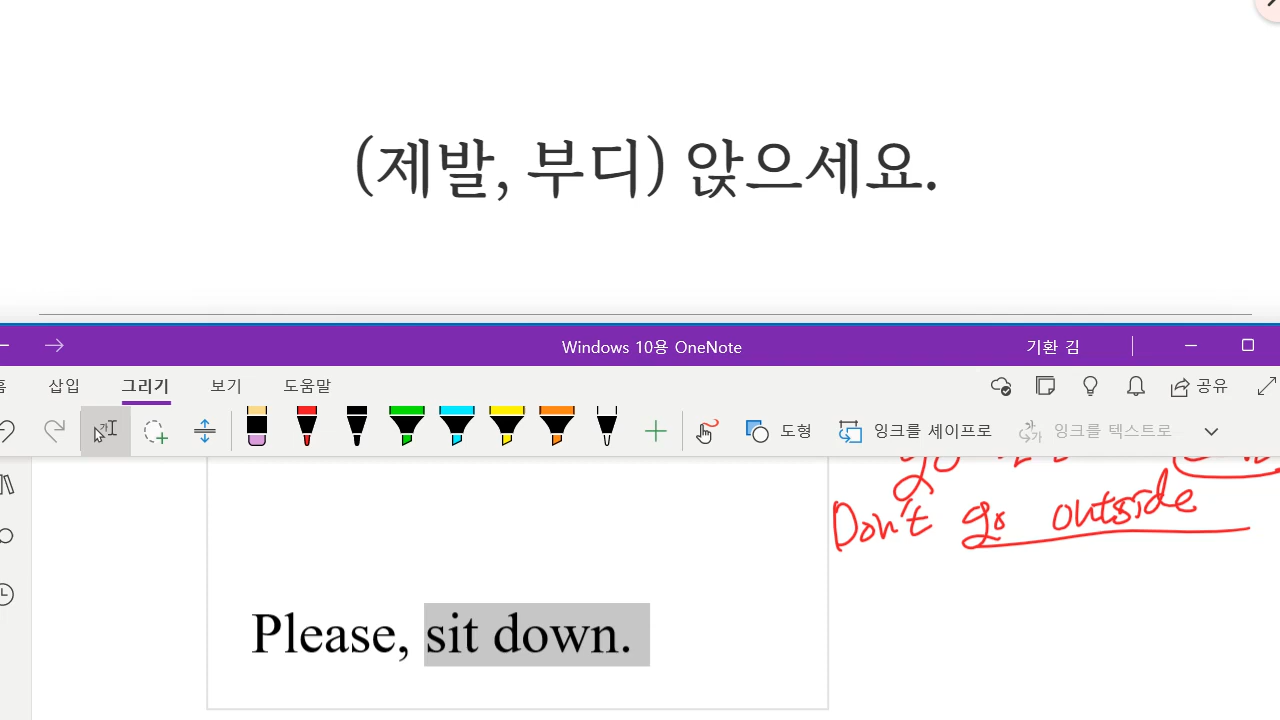 (제발, 부디) 앉으세요.
Windows 10용 OneNote
기환 김
삽입 그리기 보기 도움말 공유
도형 잉크를 셰이프로 잉크를 텍스트로
go
Don't go outside
Please, sit down.